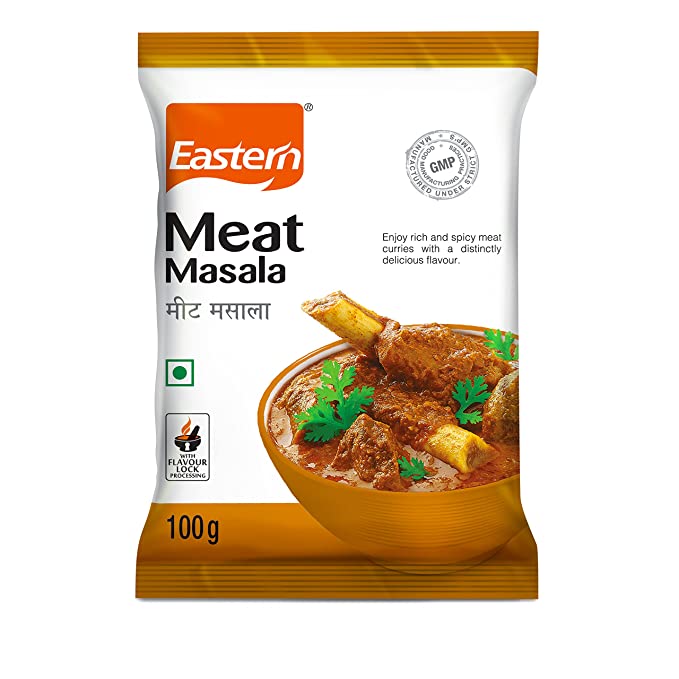 Eastern®
Meat
Masala
मीट मसाला
GMP
GOOD MANUFACTURING PRACTICES
MANUFACTURED UNDER STRICT GMP'S
Enjoy rich and spicy meat
curries with a distinctly
delicious flavour.
WITH
FLAVOUR
LOCK
PROCESSING
100g